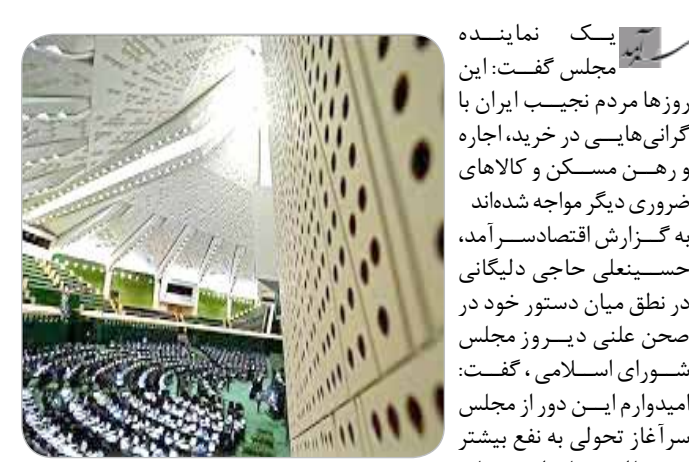 سرآمد
یک نماینده
مجلس گفت: این
روزها مردم نجیب ایران با
گرانی‌هایی در خرید، اجاره
و رهن مسکن و کالاهای
ضروری دیگر مواجه شده‌اند
به گزارش اقتصادسرآمد،
حسینعلی حاجی دلیگانی
در نطق میان دستور خود در
صحن علنی دیروز مجلس
شورای اسلامی ، گفت:
امیدوارم این دور از مجلس
سرآغاز تحولی به نفع بیشتر